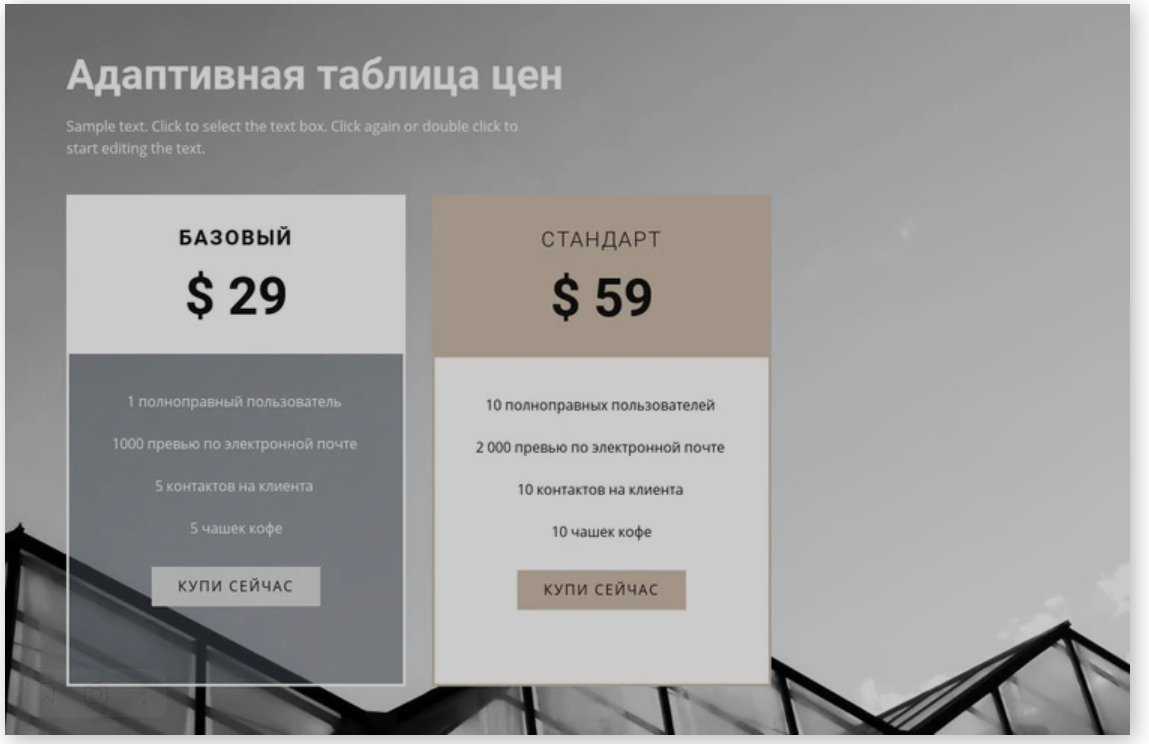 Адаптивная таблица цен
Sample text. Click to select the text box. Click again or double click to
start editing the text.
БАЗОВЫЙ
$ 29
1 полноправный пользователь
1000 превью по электронной почте
5 контактов на клиента
5 чашек кофе
КУПИ СЕЙЧАС
СТАНДАРТ
$ 59
10 полноправных пользователей
2 000 превью по электронной почте
10 контактов на клиента
10 чашек кофе
КУПИ СЕЙЧАС